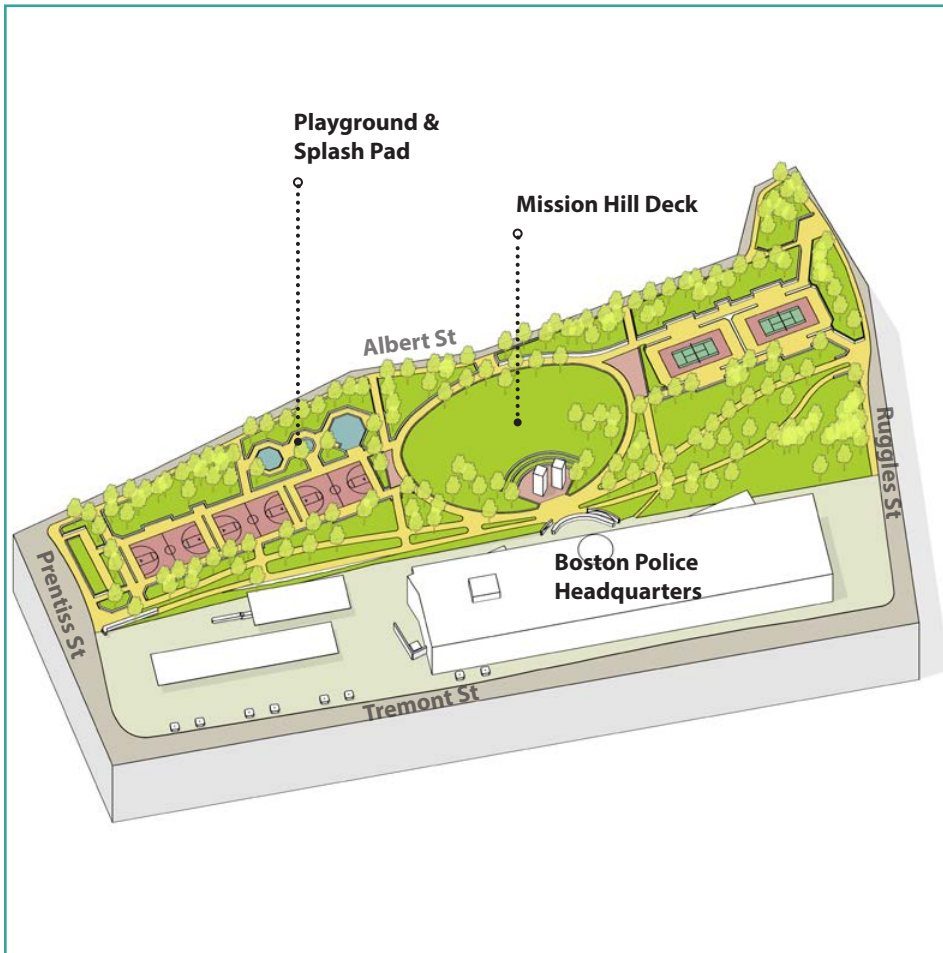 Playground &
Splash Pad
Mission Hill Deck
Albert St
Ruggles St
Boston Police
Headquarters
Prentiss St
Tremont St